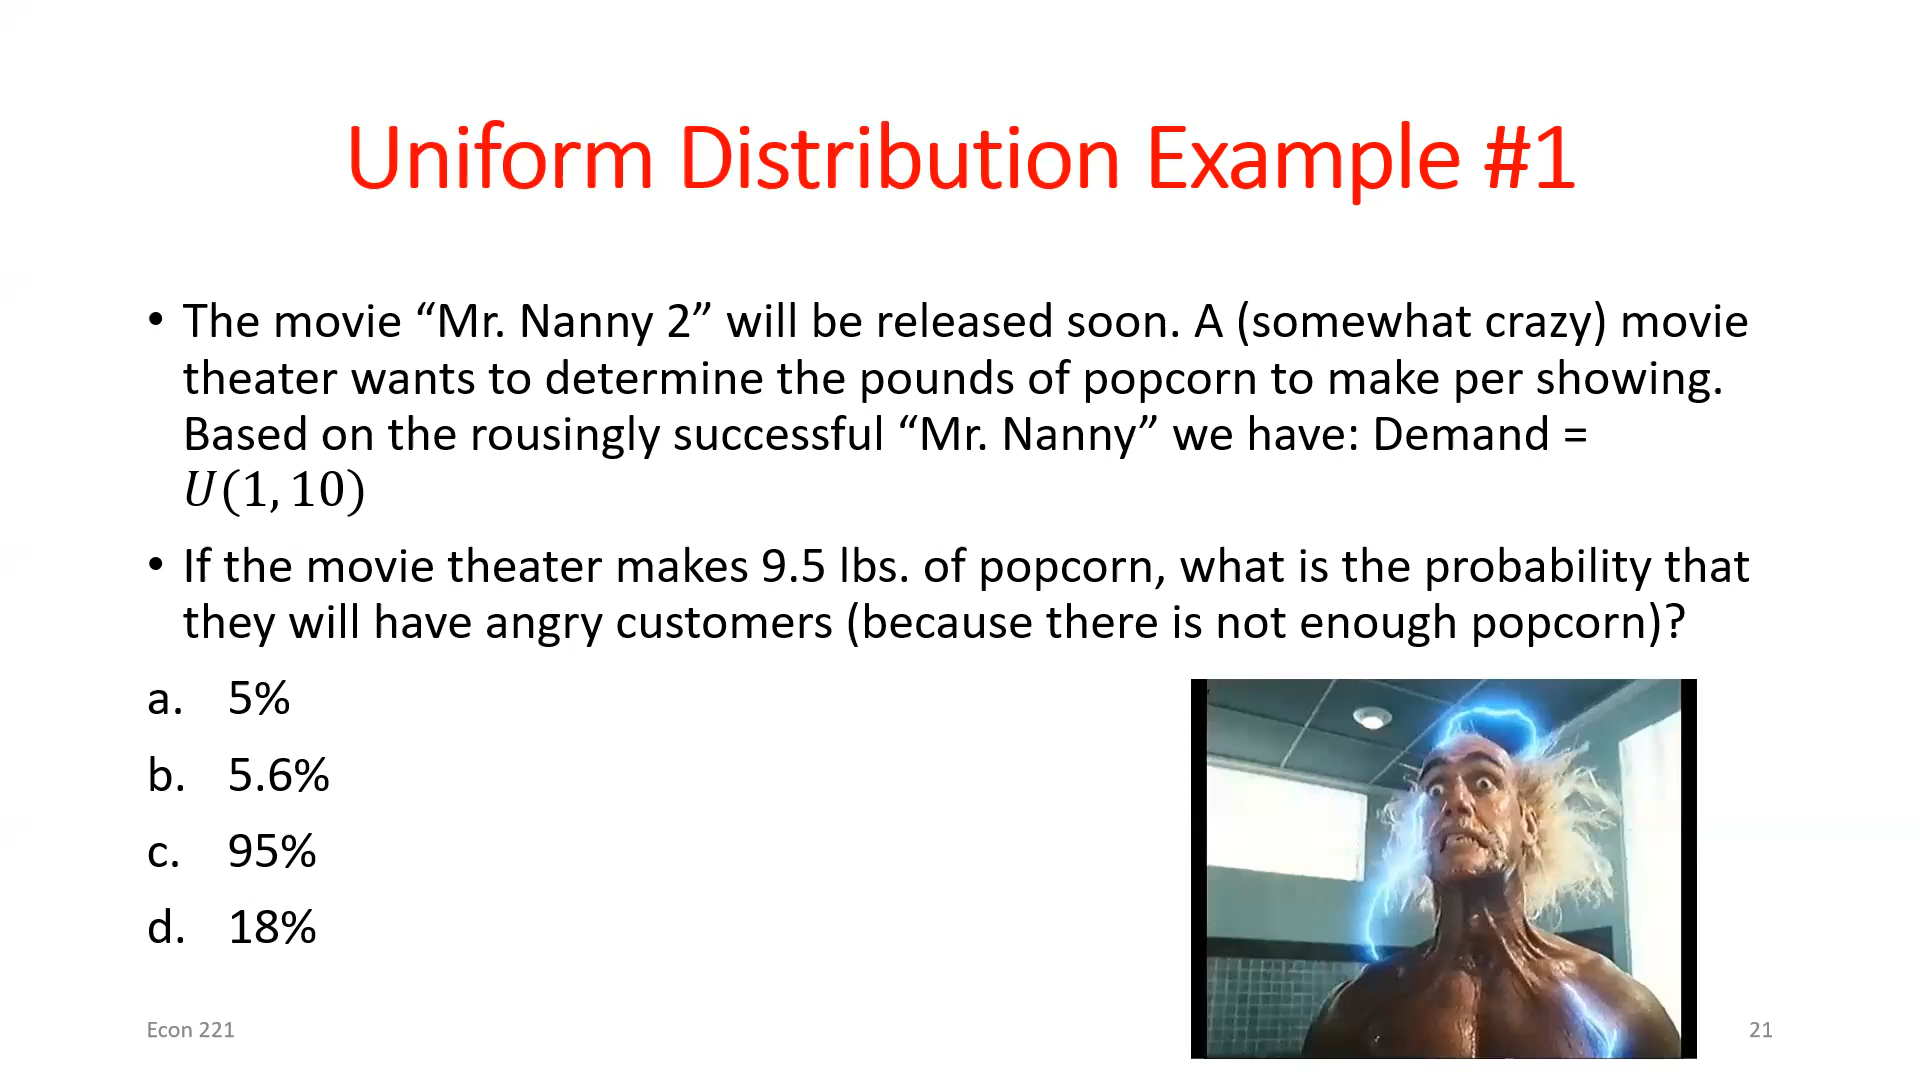 Uniform Distribution Example #1
• The movie “Mr. Nanny 2” will be released soon. A (somewhat crazy) movie
theater wants to determine the pounds of popcorn to make per showing.
Based on the rousingly successful “Mr. Nanny” we have: Demand =
U(1, 10)
• If the movie theater makes 9.5 lbs. of popcorn, what is the probability that
they will have angry customers (because there is not enough popcorn)?
a. 5%
b. 5.6%
c. 95%
d. 18%
Econ 221
21